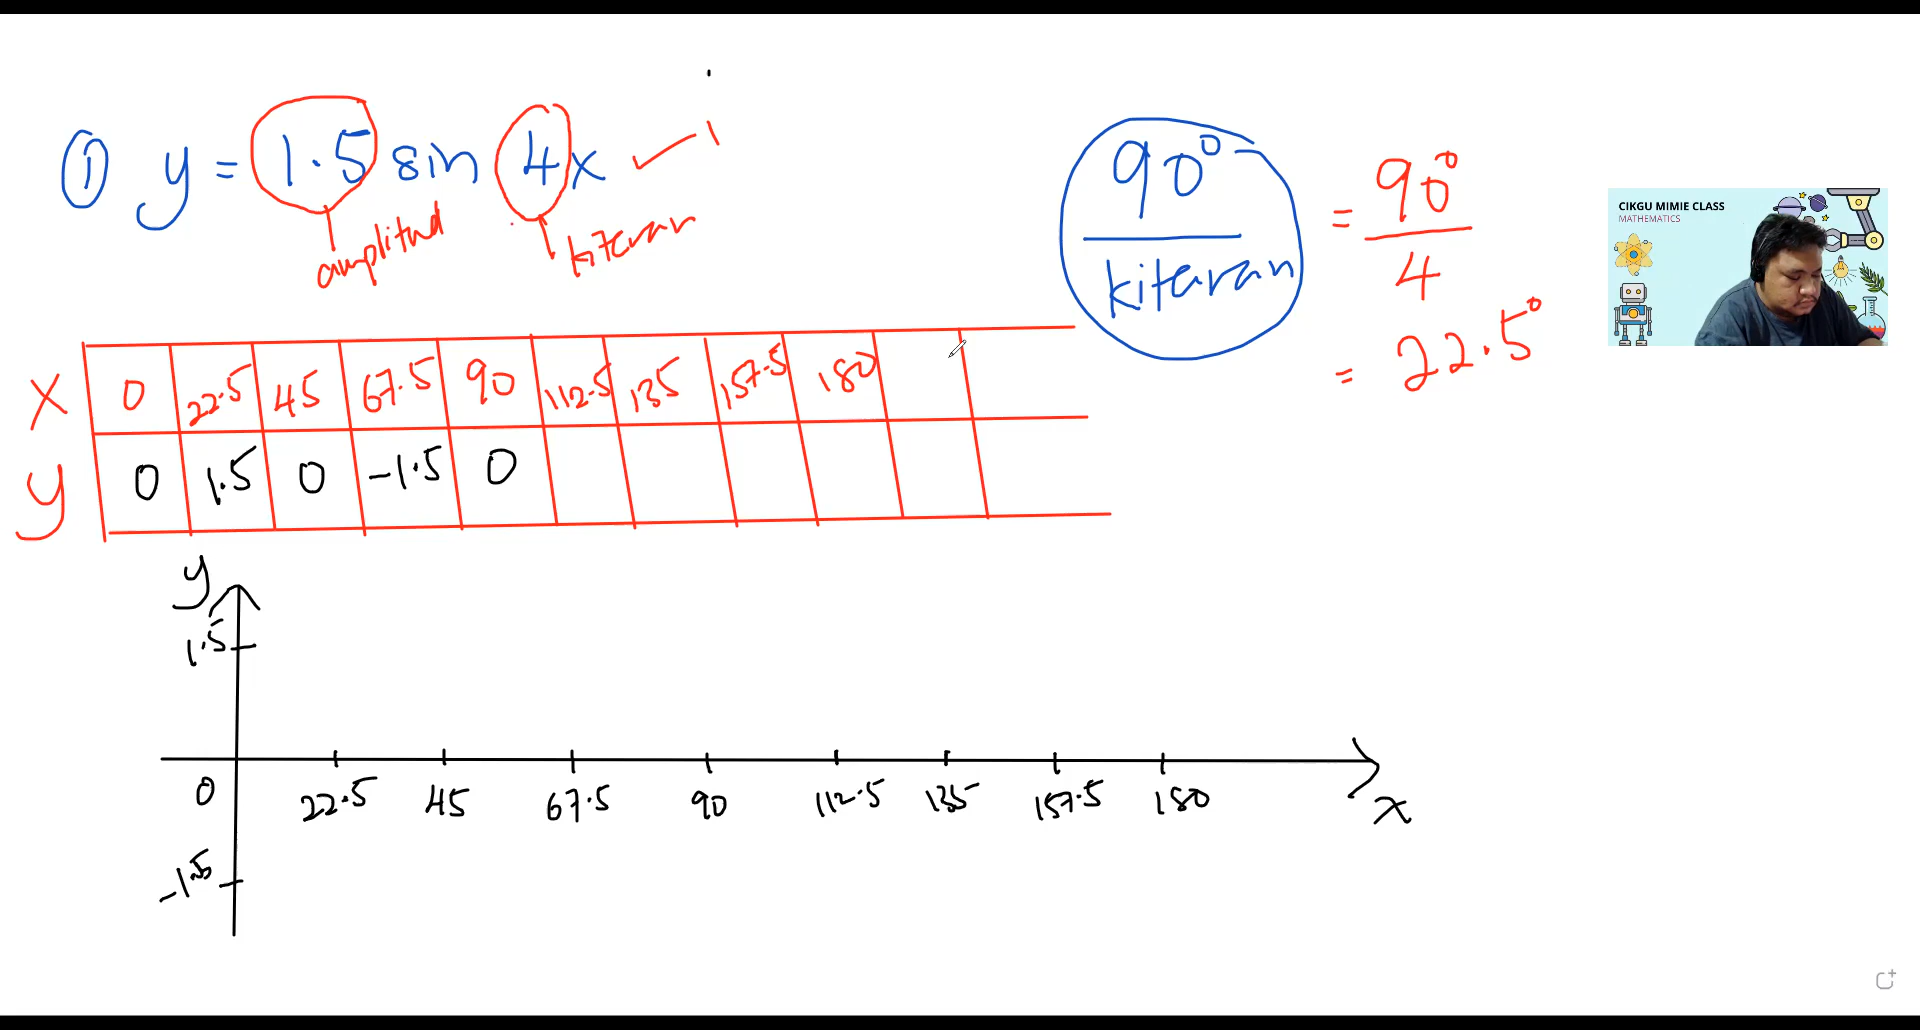 ① y = 1.5 sin 4x
amplitud
kitaran
90°
kitaran
= 90°
4
= 22.5°
CIKGU MIMIE CLASS
MATHEMATICS
x 0 22.5 45 67.5 90 112.5 135 157.5 180
y 0 1.5 0 -1.5 0
y
1.5
0 22.5 45 67.5 90 112.5 135 157.5 180 x
-1.5